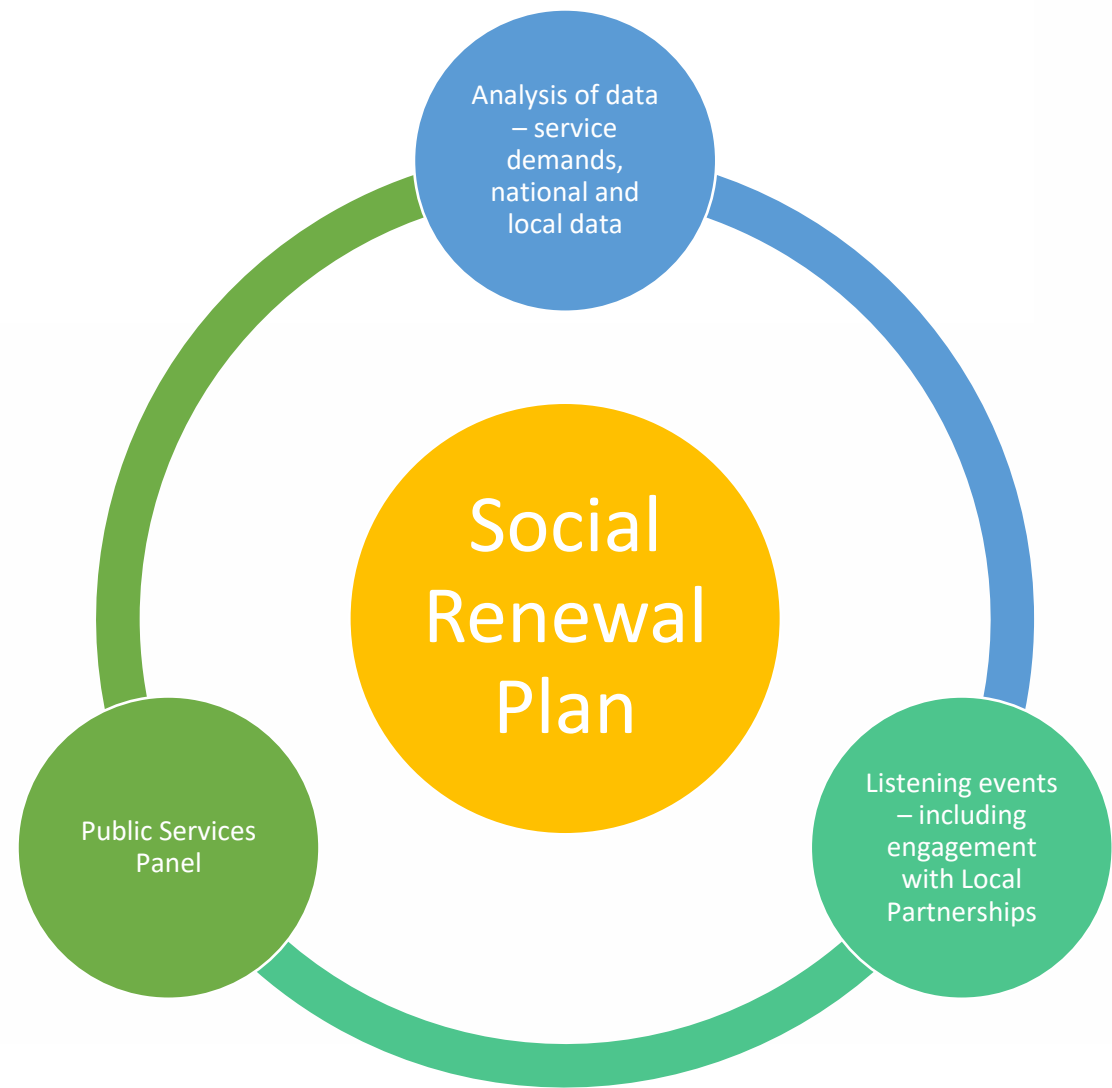 Analysis of data
– service
demands,
national and
local data
Social
Renewal
Plan
Public Services
Panel
Listening events
– including
engagement
with Local
Partnerships